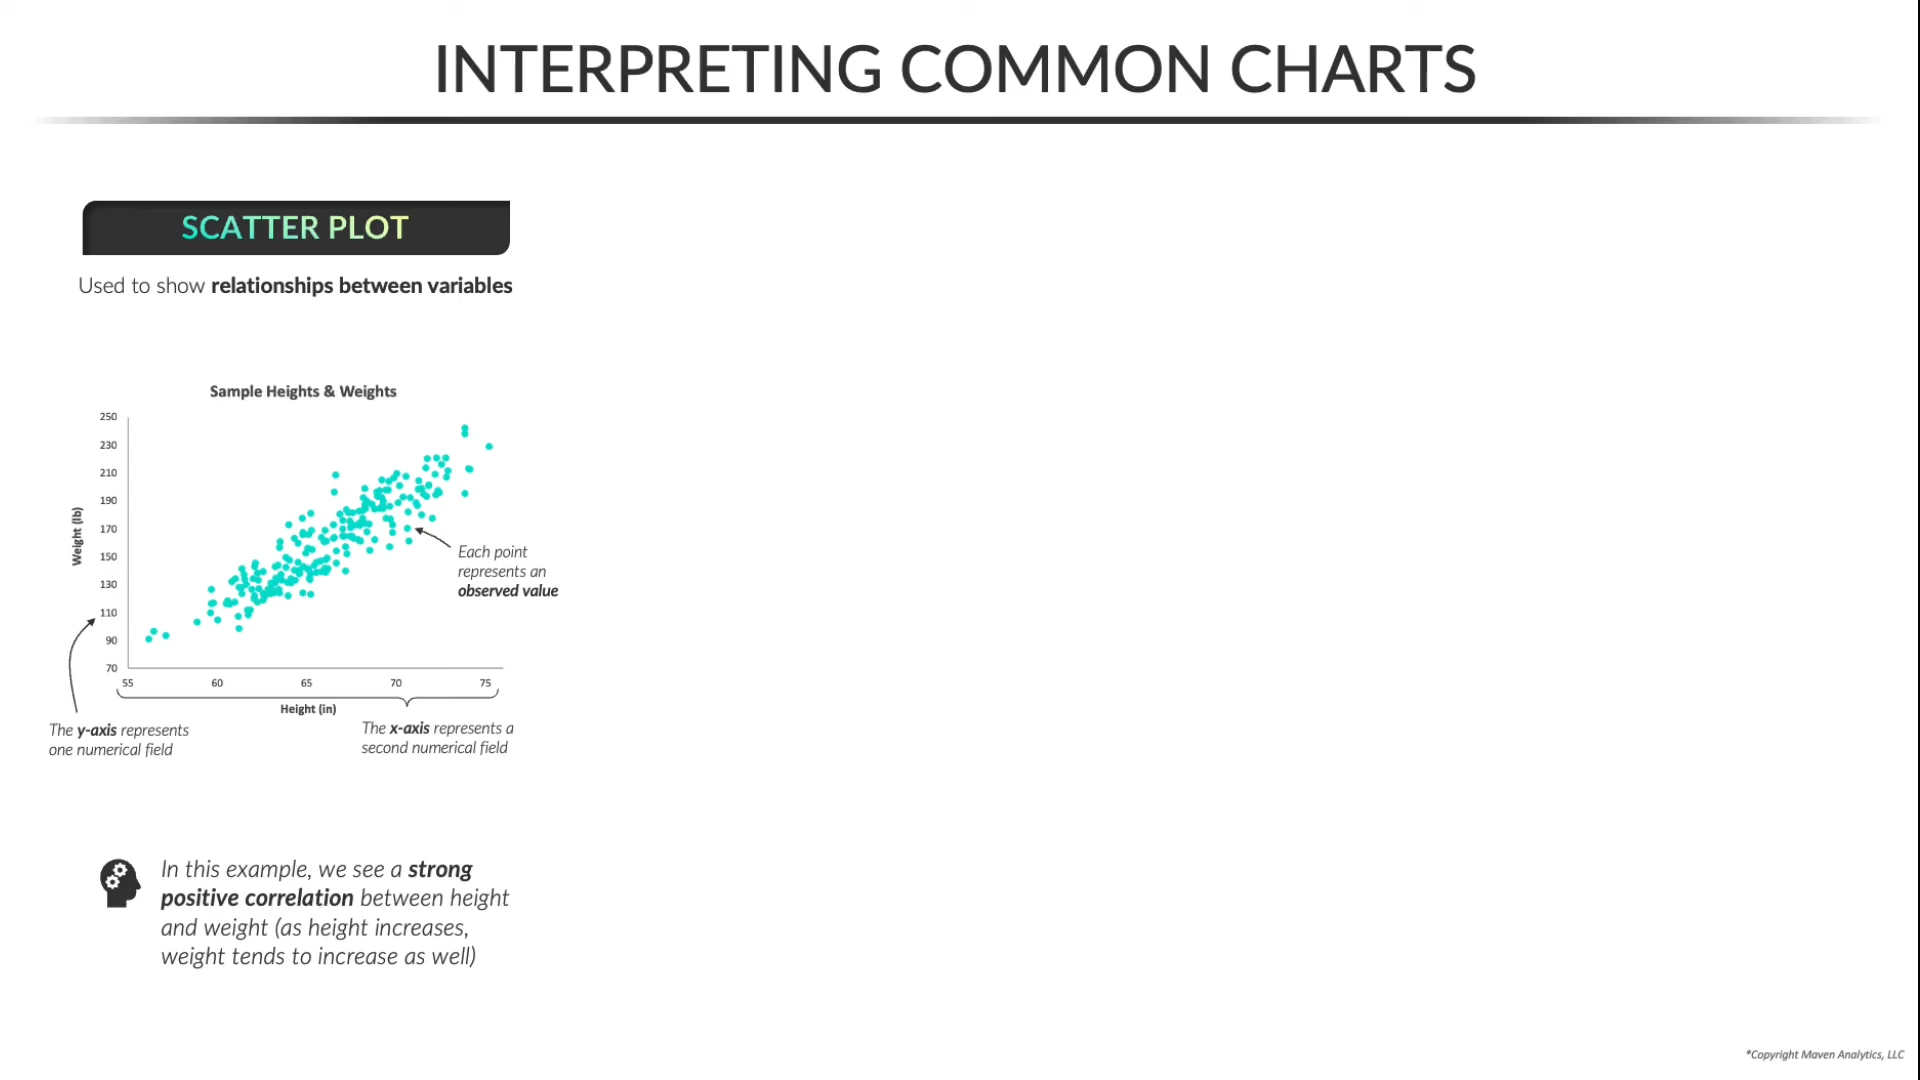 INTERPRETING COMMON CHARTS
SCATTER PLOT
Used to show relationships between variables
Sample Heights & Weights
250
230
210
190
170
150
130
110
90
70
Weight (lb)
55 60 65 70 75
Height (in)
Each point
represents an
observed value
The y-axis represents
one numerical field
The x-axis represents a
second numerical field
In this example, we see a strong
positive correlation between height
and weight (as height increases,
weight tends to increase as well)
*Copyright Maven Analytics, LLC